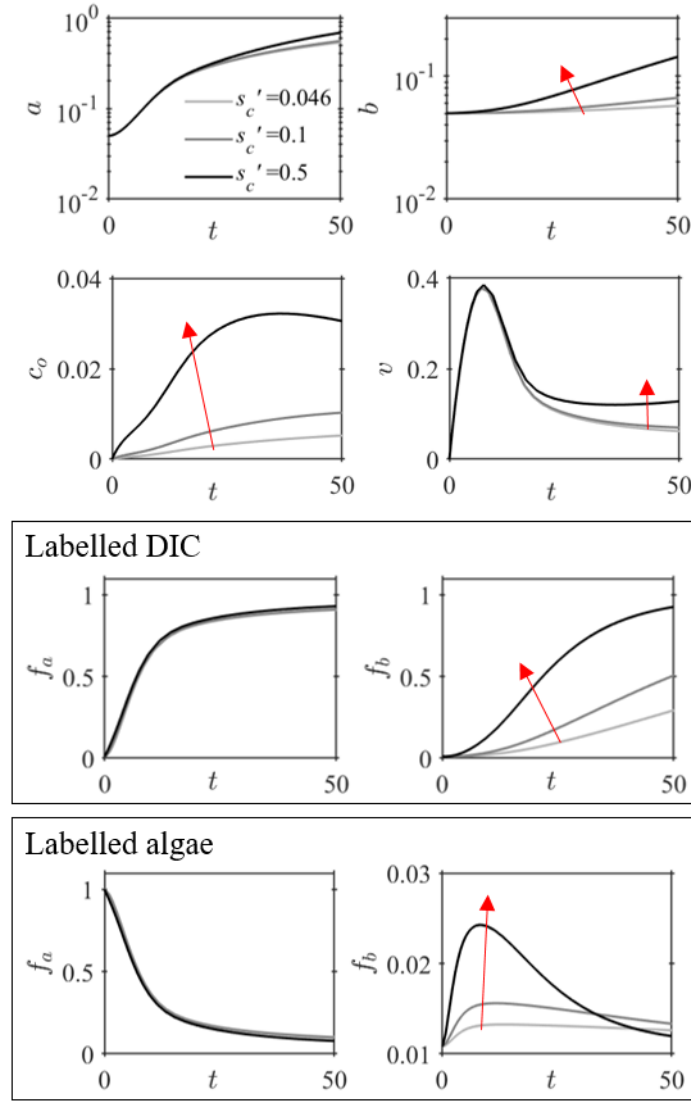 10^0
10^-1
10^-2
a
s_c'=0.046
s_c'=0.1
s_c'=0.5
0
t
50
10^-1
10^-2
b
0
t
50
0.04
0.02
0
c_o
0
t
50
0.4
0.2
0
v
0
t
50
Labelled DIC
1
0.5
0
f_a
0
t
50
1
0.5
0
f_b
0
t
50
Labelled algae
1
0.5
0
f_a
0
t
50
0.03
0.02
0.01
f_b
0
t
50